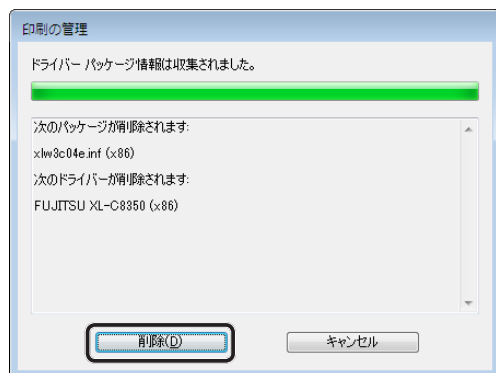 印刷の管理
ドライバー パッケージ情報は収集されました。
次のパッケージが削除されます:
xlw3c04e.inf (x86)
次のドライバーが削除されます:
FUJITSU XL-C8350 (x86)
削除(D)
キャンセル